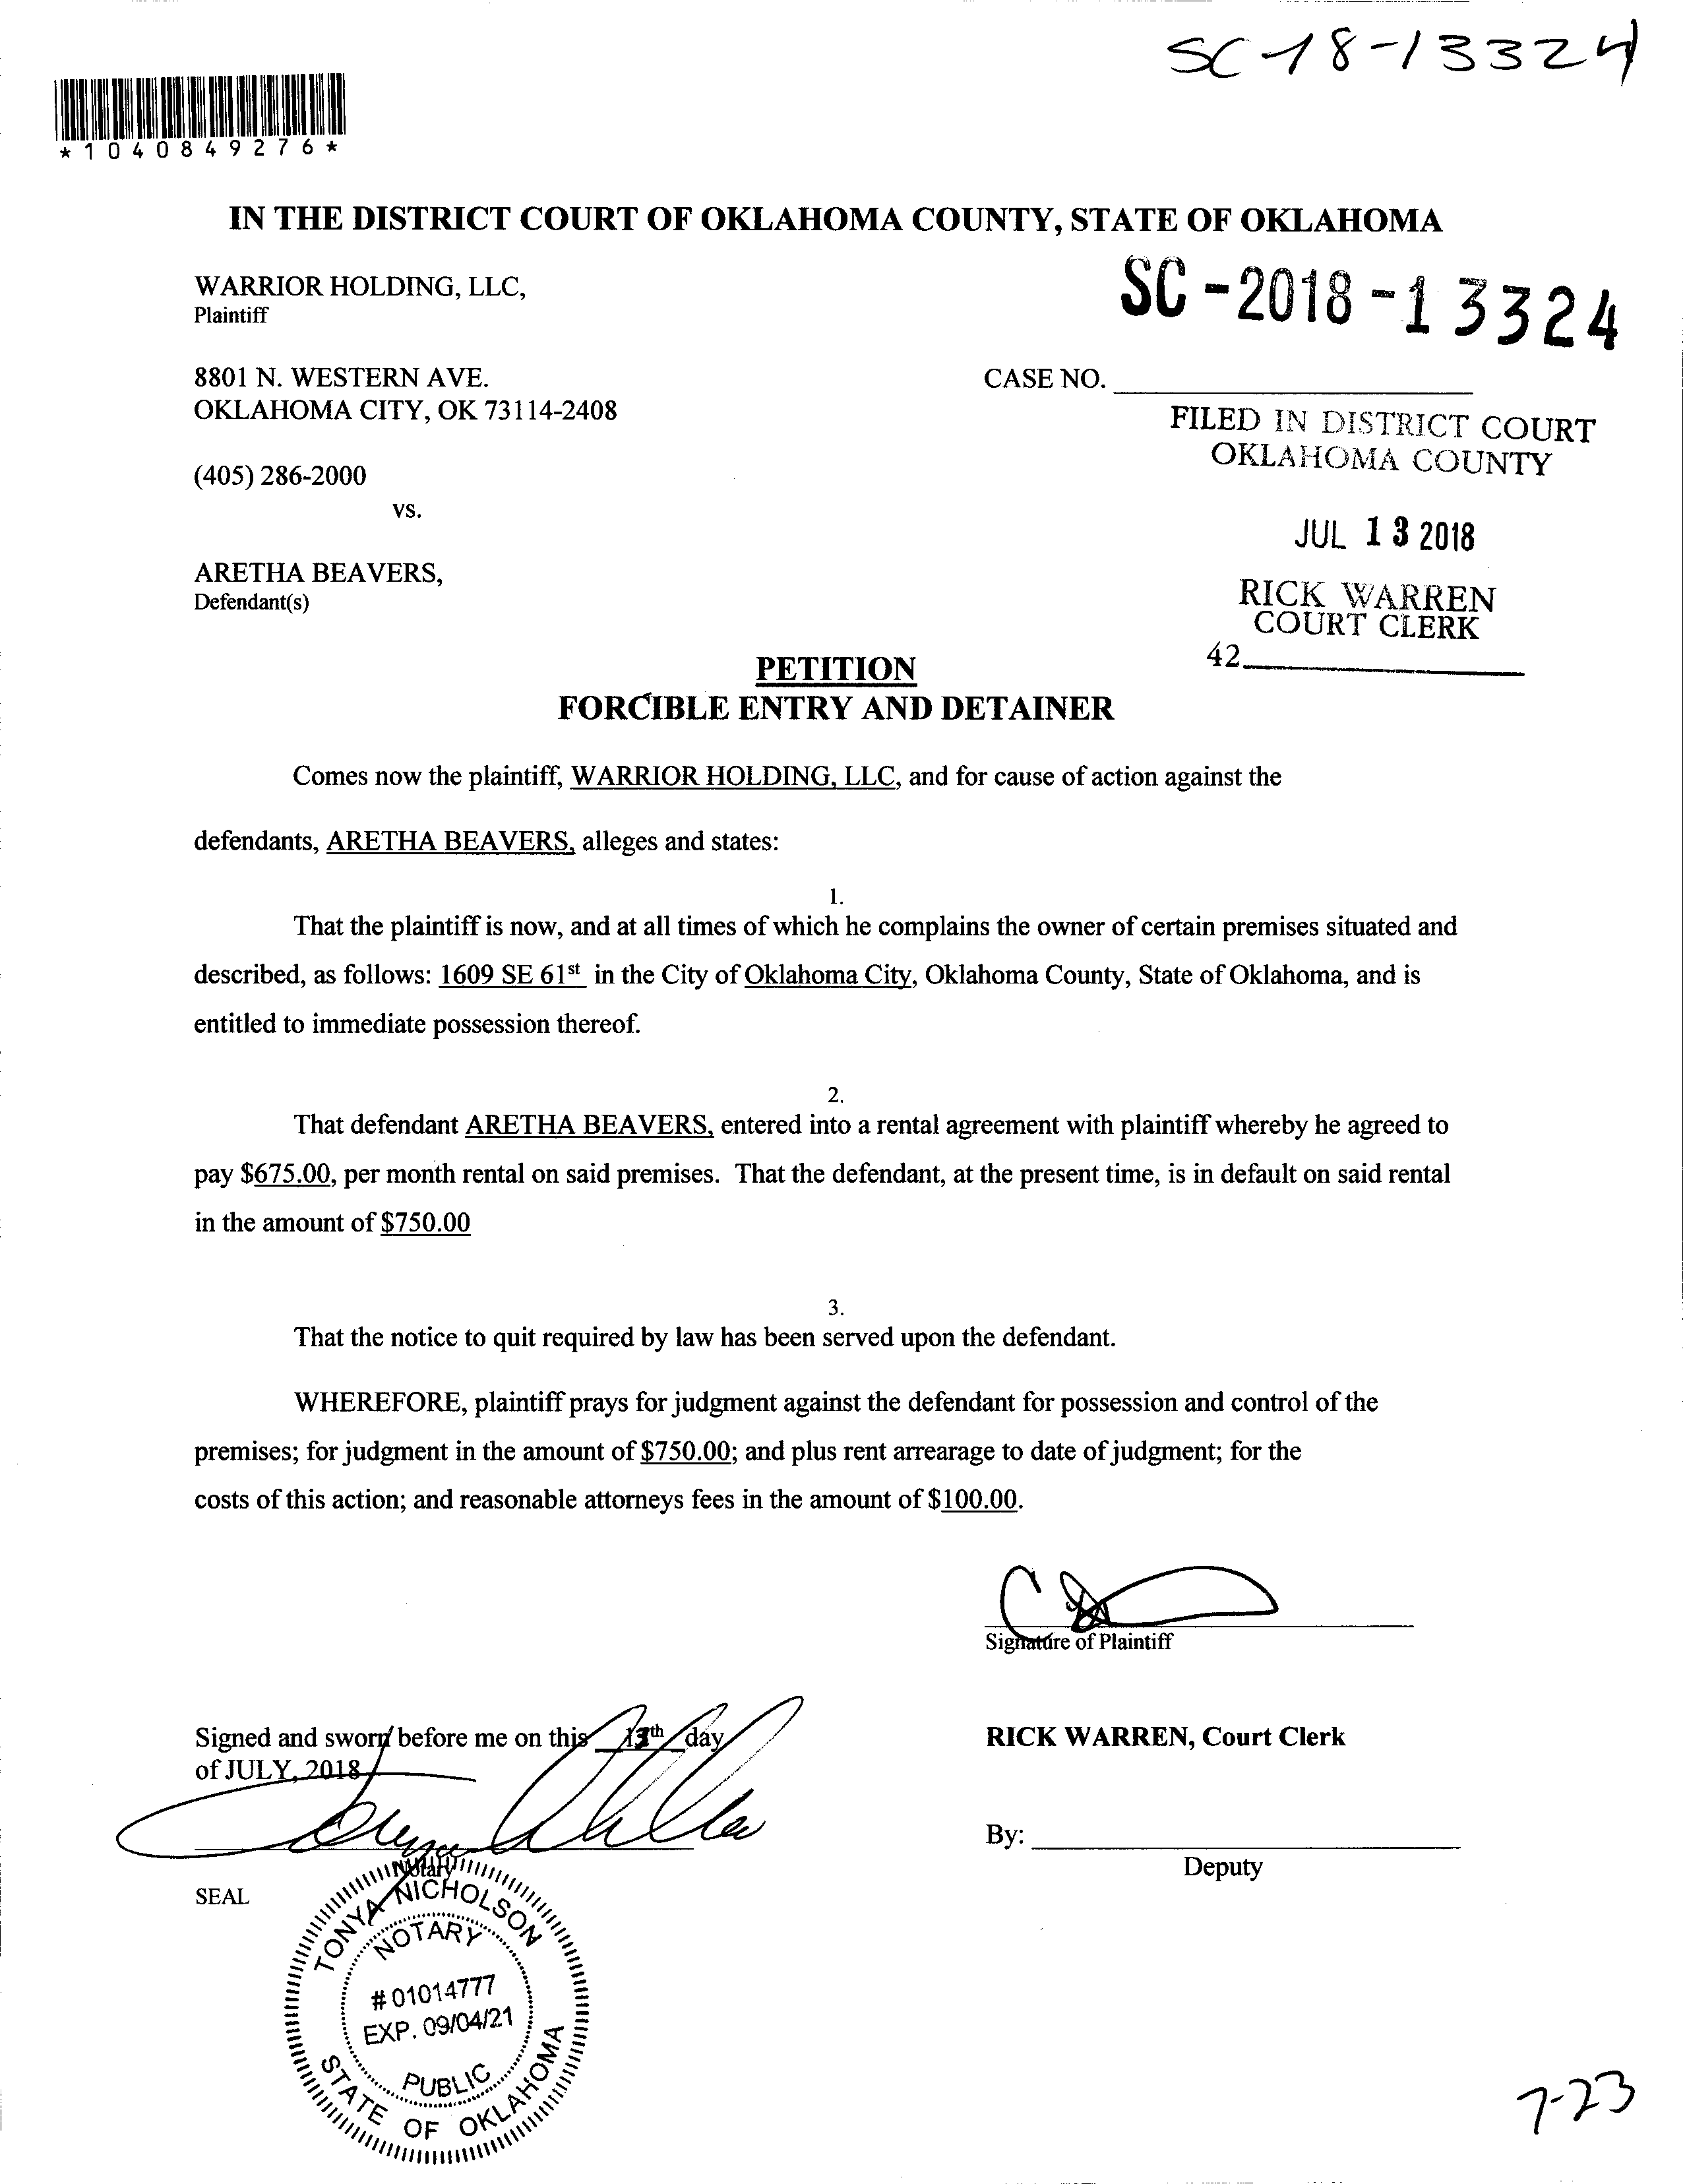 SC-18-13324
*1040849276*
IN THE DISTRICT COURT OF OKLAHOMA COUNTY, STATE OF OKLAHOMA
WARRIOR HOLDING, LLC,
Plaintiff
SC-2018-13324
8801 N. WESTERN AVE.
OKLAHOMA CITY, OK 73114-2408
CASE NO.
FILED IN DISTRICT COURT
OKLAHOMA COUNTY
(405) 286-2000
vs.
JUL 13 2018
ARETHA BEAVERS,
Defendant(s)
RICK WARREN
COURT CLERK
42
PETITION
FORCIBLE ENTRY AND DETAINER
Comes now the plaintiff, WARRIOR HOLDING, LLC, and for cause of action against the
defendants, ARETHA BEAVERS, alleges and states:
1.
That the plaintiff is now, and at all times of which he complains the owner of certain premises situated and
described, as follows: 1609 SE 61st in the City of Oklahoma City, Oklahoma County, State of Oklahoma, and is
entitled to immediate possession thereof.
2.
That defendant ARETHA BEAVERS, entered into a rental agreement with plaintiff whereby he agreed to
pay $675.00, per month rental on said premises. That the defendant, at the present time, is in default on said rental
in the amount of $750.00
3.
That the notice to quit required by law has been served upon the defendant.
WHEREFORE, plaintiff prays for judgment against the defendant for possession and control of the
premises; for judgment in the amount of $750.00; and plus rent arrearage to date of judgment; for the
costs of this action; and reasonable attorneys fees in the amount of $100.00.
Signature of Plaintiff
Signed and sworn before me on this 13th day
of JULY, 2018
RICK WARREN, Court Clerk
By:
Deputy
Notary
SEAL
TONYA NICHOLSON
NOTARY
#01014777
EXP. 09/04/21
PUBLIC
STATE OF OKLAHOMA
7-23